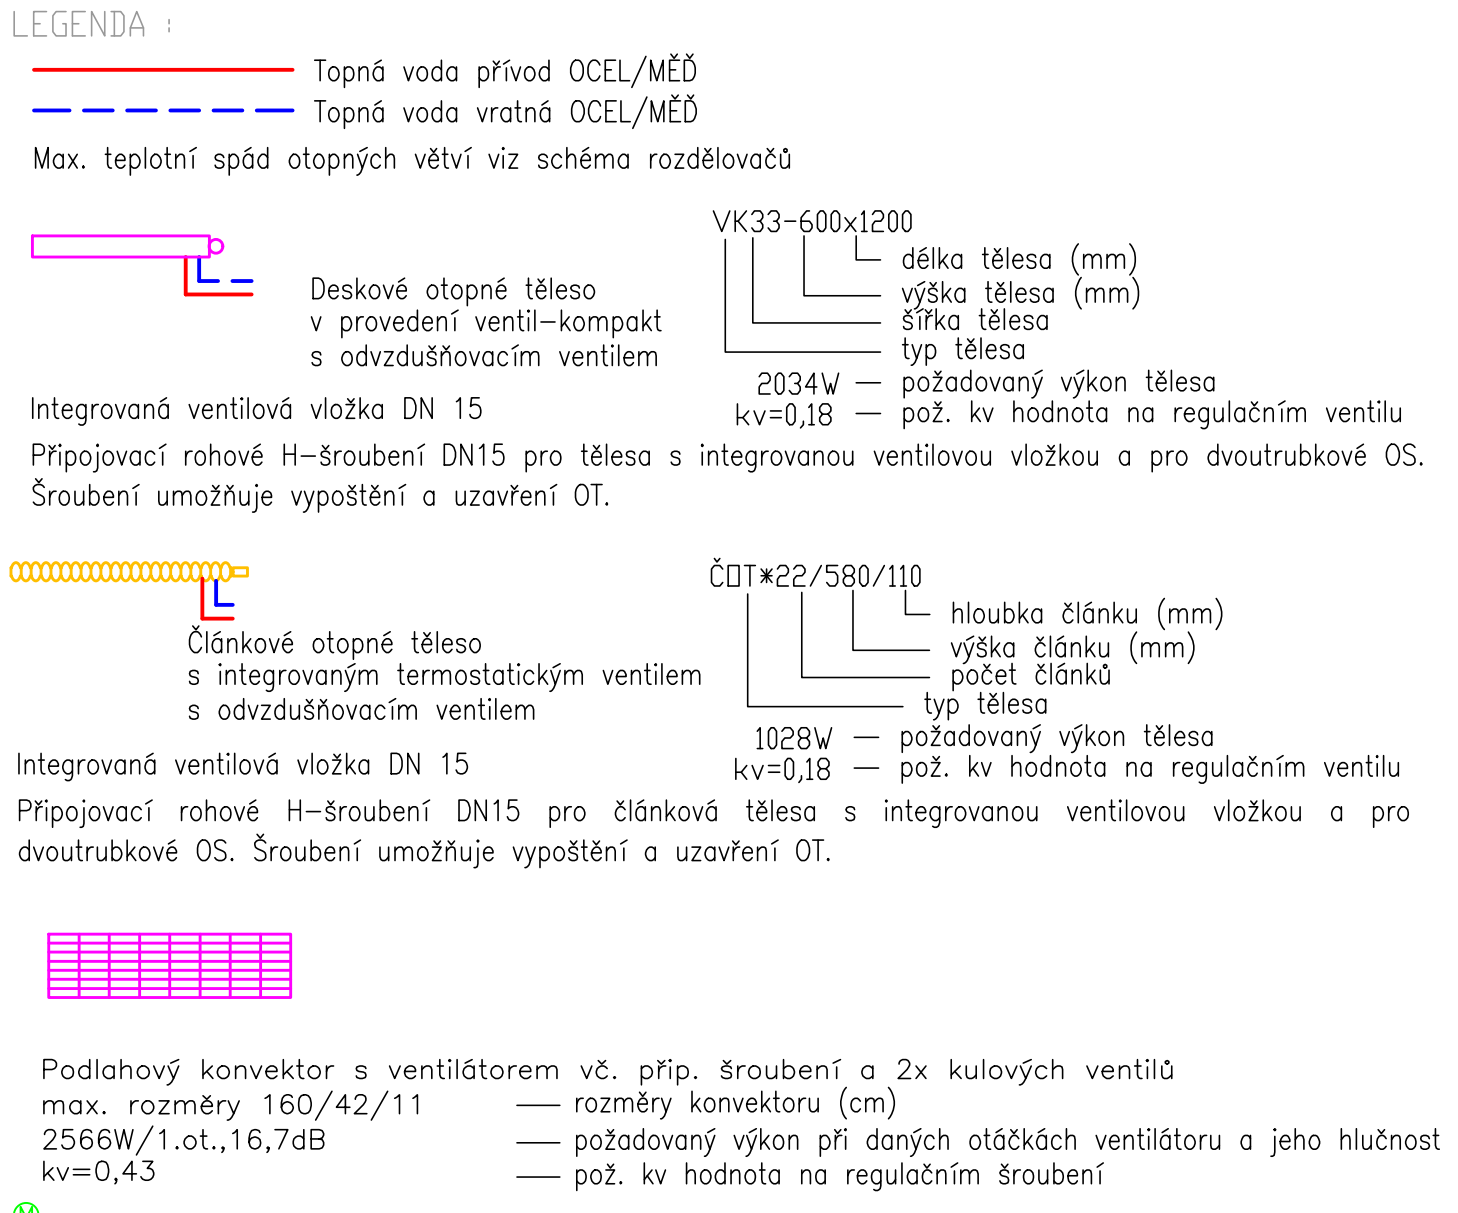 LEGENDA :
Topná voda přívod OCEL/MĚĎ
Topná voda vratná OCEL/MĚĎ
Max. teplotní spád otopných větví viz schéma rozdělovačů
VK33-600x1200
délka tělesa (mm)
výška tělesa (mm)
šířka tělesa
typ tělesa
Deskové otopné těleso
v provedení ventil-kompakt
s odvzdušňovacím ventilem
2034W — požadovaný výkon tělesa
kv=0,18 — pož. kv hodnota na regulačním ventilu
Integrovaná ventilová vložka DN 15
Připojovací rohové H-šroubení DN15 pro tělesa s integrovanou ventilovou vložkou a pro dvoutrubkové OS.
Šroubení umožňuje vypoštění a uzavření OT.
ČOT*22/580/110
hloubka článku (mm)
výška článku (mm)
počet článků
typ tělesa
Článkové otopné těleso
s integrovaným termostatickým ventilem
s odvzdušňovacím ventilem
1028W — požadovaný výkon tělesa
kv=0,18 — pož. kv hodnota na regulačním ventilu
Integrovaná ventilová vložka DN 15
Připojovací rohové H-šroubení DN15 pro článková tělesa s integrovanou ventilovou vložkou a pro
dvoutrubkové OS. Šroubení umožňuje vypoštění a uzavření OT.
Podlahový konvektor s ventilátorem vč. přip. šroubení a 2x kulových ventilů
max. rozměry 160/42/11 — rozměry konvektoru (cm)
2566W/1.ot.,16,7dB — požadovaný výkon při daných otáčkách ventilátoru a jeho hlučnost
kv=0,43 — pož. kv hodnota na regulačním šroubení